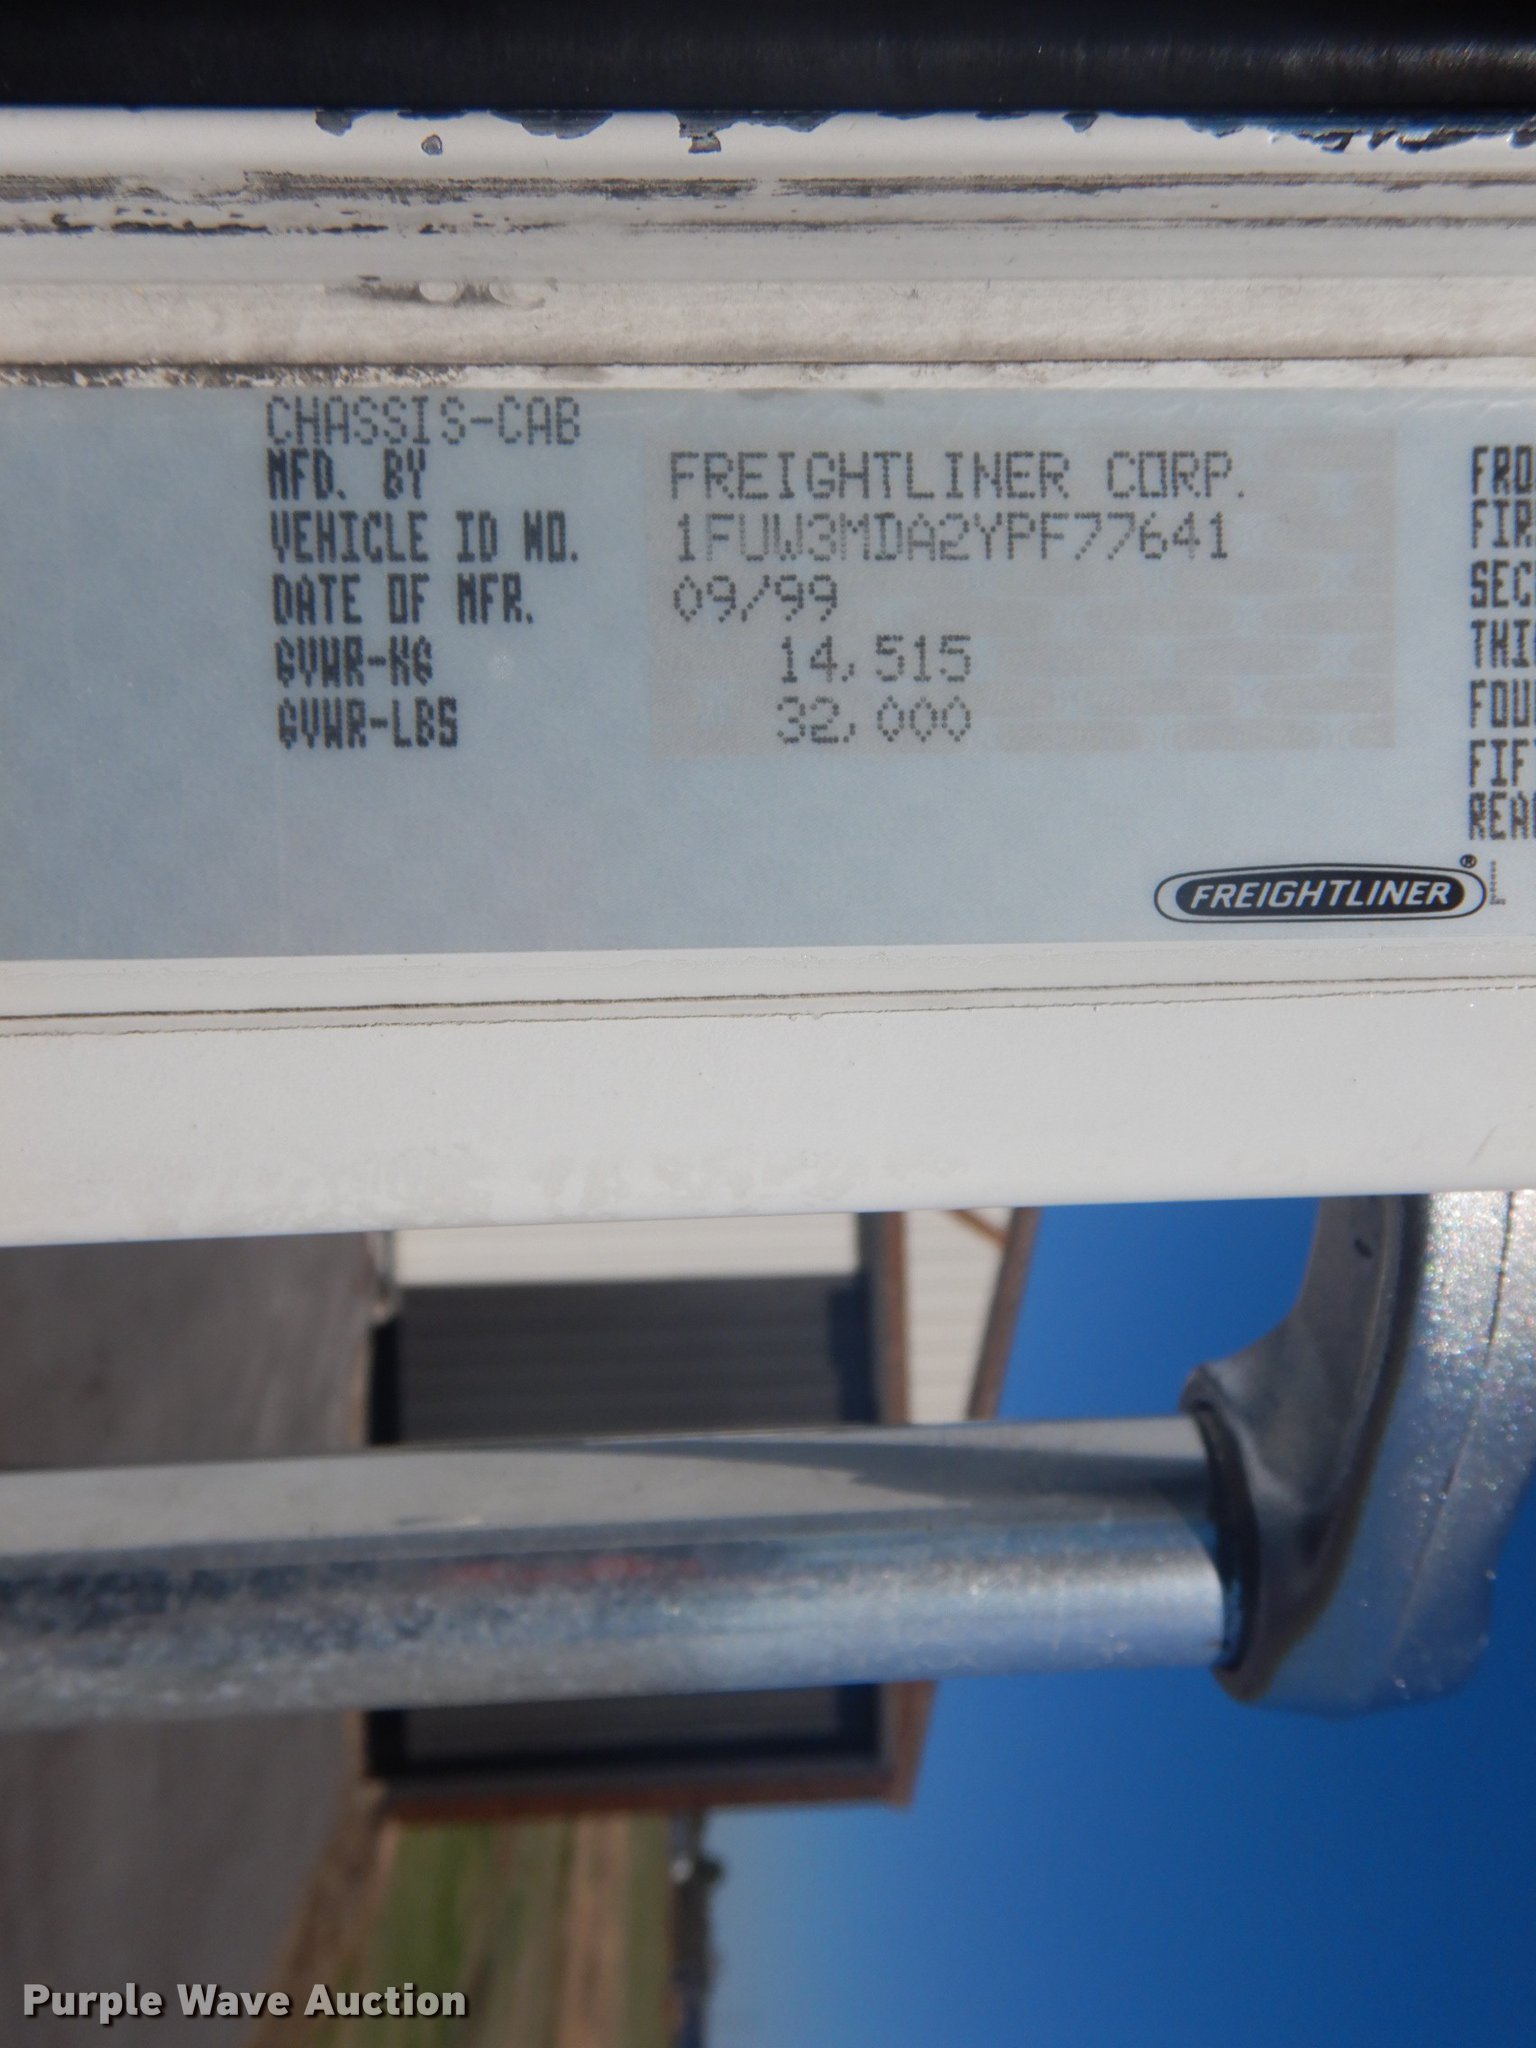 CHASSIS-CAB
MFD. BY FREIGHTLINER CORP.
VEHICLE ID NO. 1FUW3MDA2YPF77641
DATE OF MFR. 09/99
GVWR-KG 14,515
GVWR-LBS 32,000
FREIGHTLINER®
Purple Wave Auction